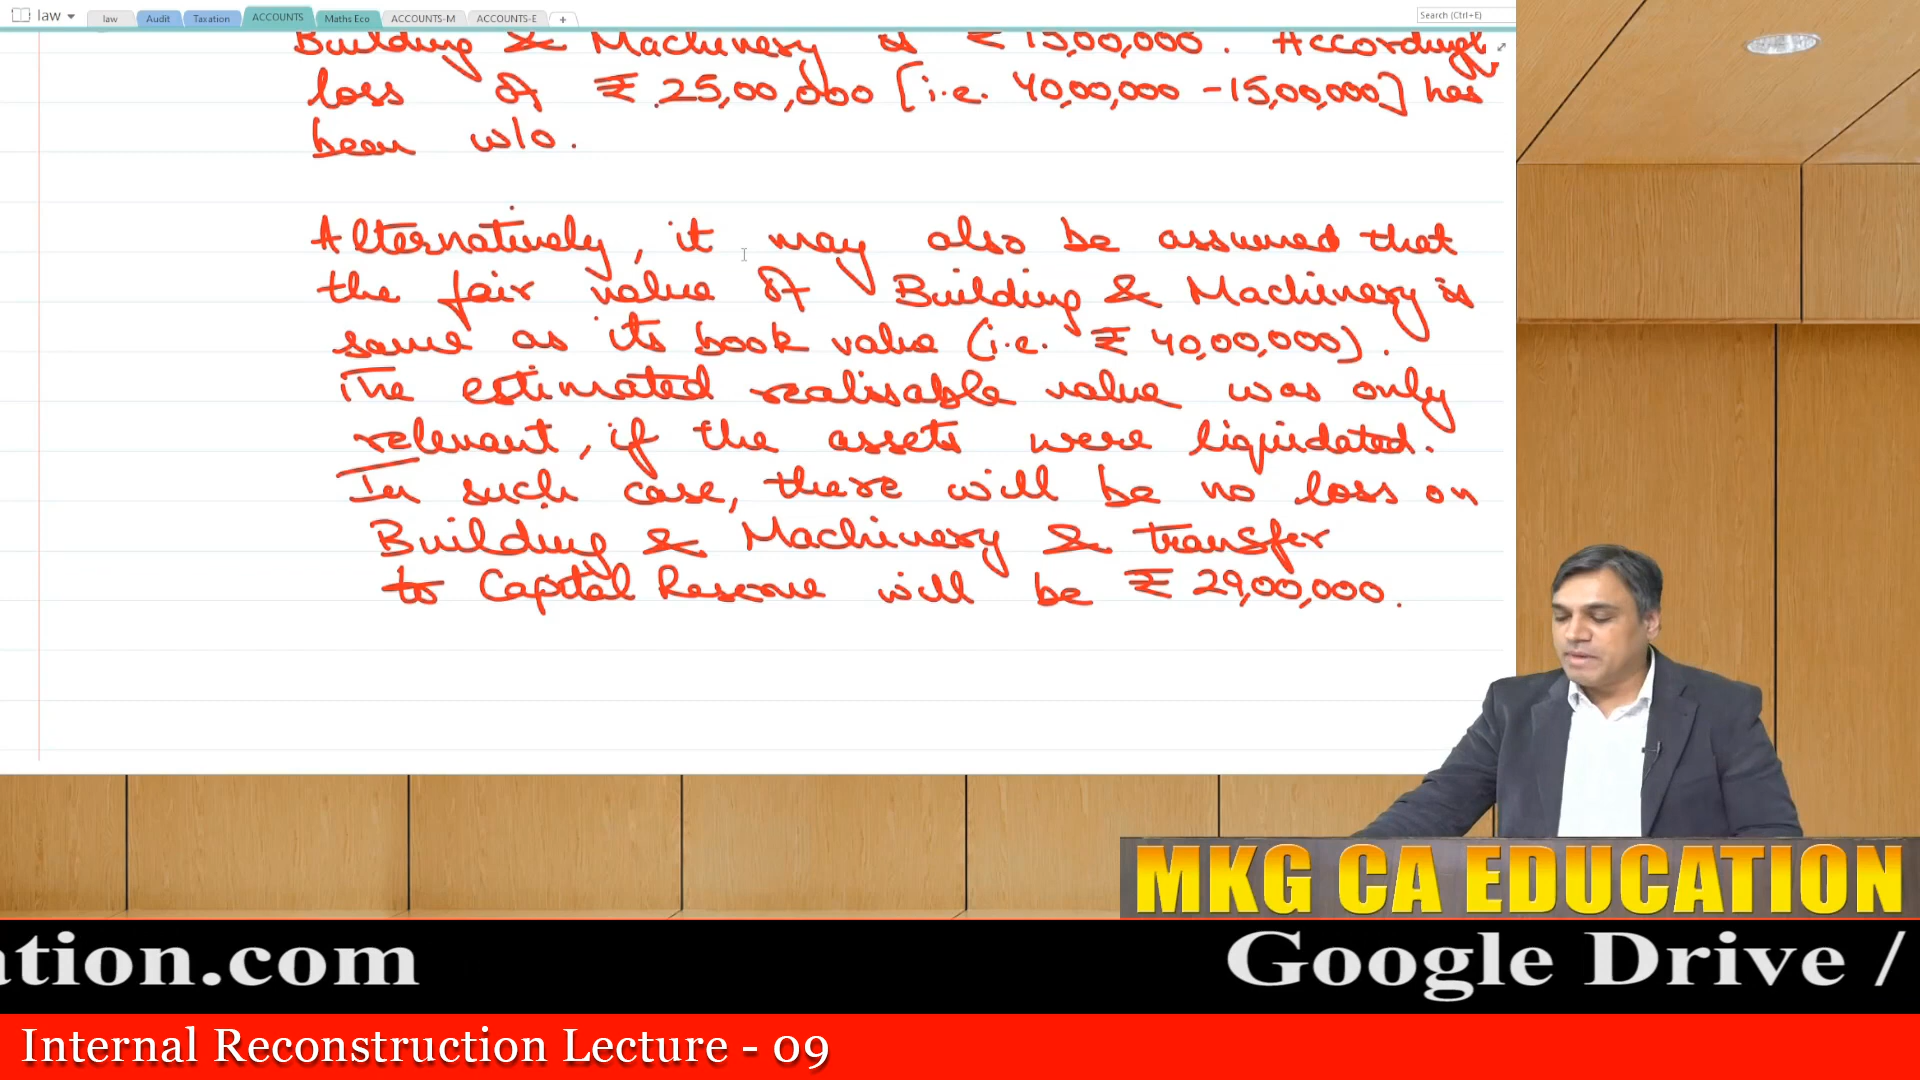 law
law Audit Taxation ACCOUNTS Maths Eco ACCOUNTS-M ACCOUNTS-E +
Search (Ctrl+E)
Building & Machinery is ₹ 15,00,000. Accordingly
loss of ₹ 25,00,000 [i.e. 40,00,000 - 15,00,000] has
been w/o.
Alternatively, it may also be assumed that
the fair value of Building & Machinery is
same as its book value (i.e. ₹ 40,00,000).
The estimated realisable value was only
relevant, if the assets were liquidated.
In such case, there will be no loss on
Building & Machinery & transfer
to Capital Reserve will be ₹ 29,00,000.
MKG CA EDUCATION
ation.com Google Drive /
Internal Reconstruction Lecture - 09